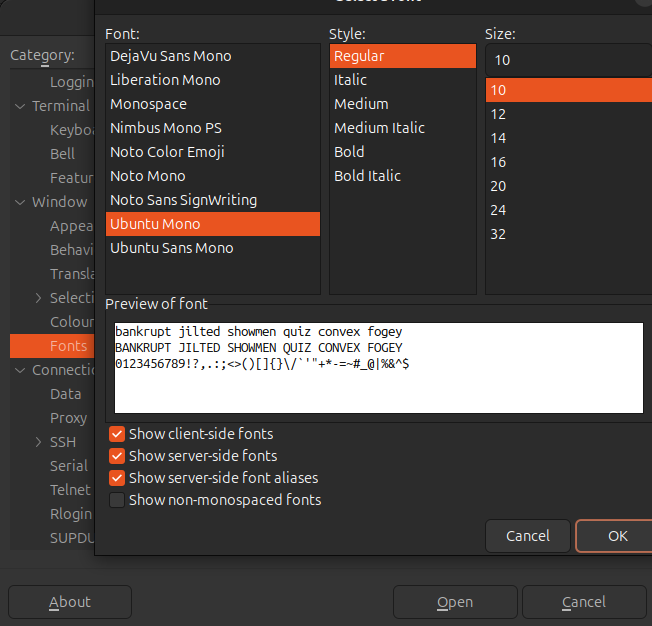 Font:
Style:
Size:
Category:
DejaVu Sans Mono
Regular
10
Liberation Mono
Italic
10
Monospace
Medium
12
Nimbus Mono PS
Medium Italic
14
Noto Color Emoji
Bold
16
Noto Mono
Bold Italic
20
Noto Sans SignWriting
24
Ubuntu Mono
32
Ubuntu Sans Mono
Loggin
Terminal
Keyboa
Bell
Featur
Window
Appea
Behavi
Transla
Selecti
Colour
Fonts
Connectio
Data
Proxy
SSH
Serial
Telnet
Rlogin
SUPDU
Preview of font
bankrupt jilted showmen quiz convex fogey
BANKRUPT JILTED SHOWMEN QUIZ CONVEX FOGEY
0123456789!?,.:;<>()[]{}\/`'"+*-=~#_@|%&^$
Show client-side fonts
Show server-side fonts
Show server-side font aliases
Show non-monospaced fonts
Cancel
OK
About
Open
Cancel